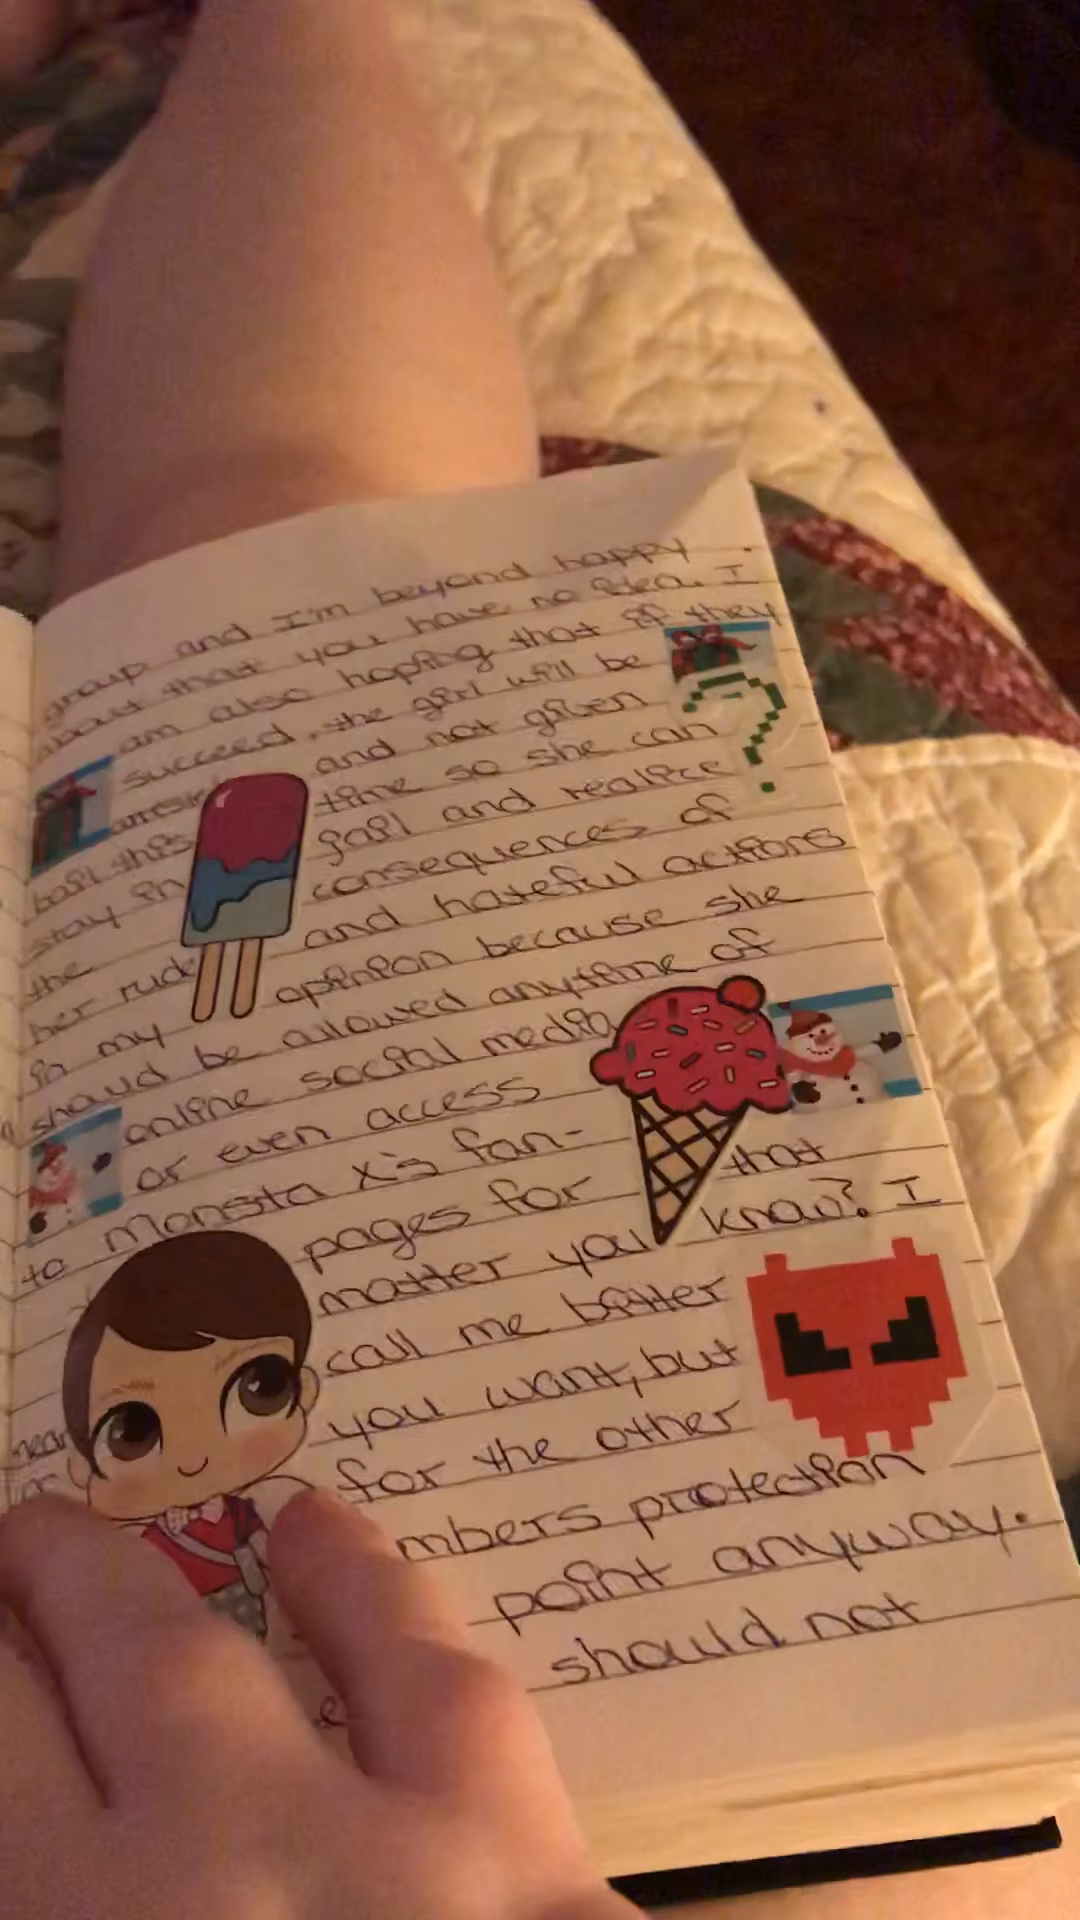 group and I'm beyond happy
about that you have no idea. I
am also hoping that if they
succeed, the girl will be
and not given
bail this time so she can
stay in jail and realize
the consequences of
her rude and hateful actions
in my opinion because she
should be allowed anytime of
online social media
or even access
to Monsta X's fan-
pages for that
matter you know? I
call me bitter
you want, but
for the other
mbers protection
point anyway.
should not